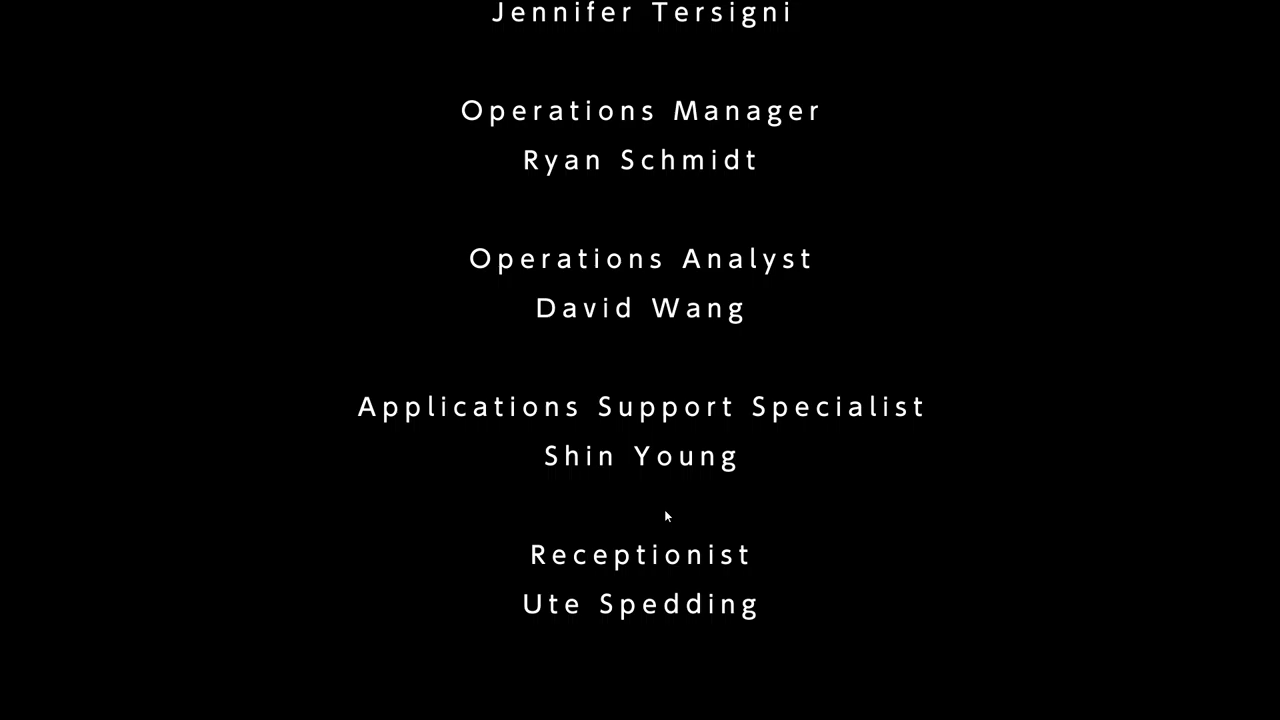 Jennifer Tersigni
Operations Manager
Ryan Schmidt
Operations Analyst
David Wang
Applications Support Specialist
Shin Young
Receptionist
Ute Spedding